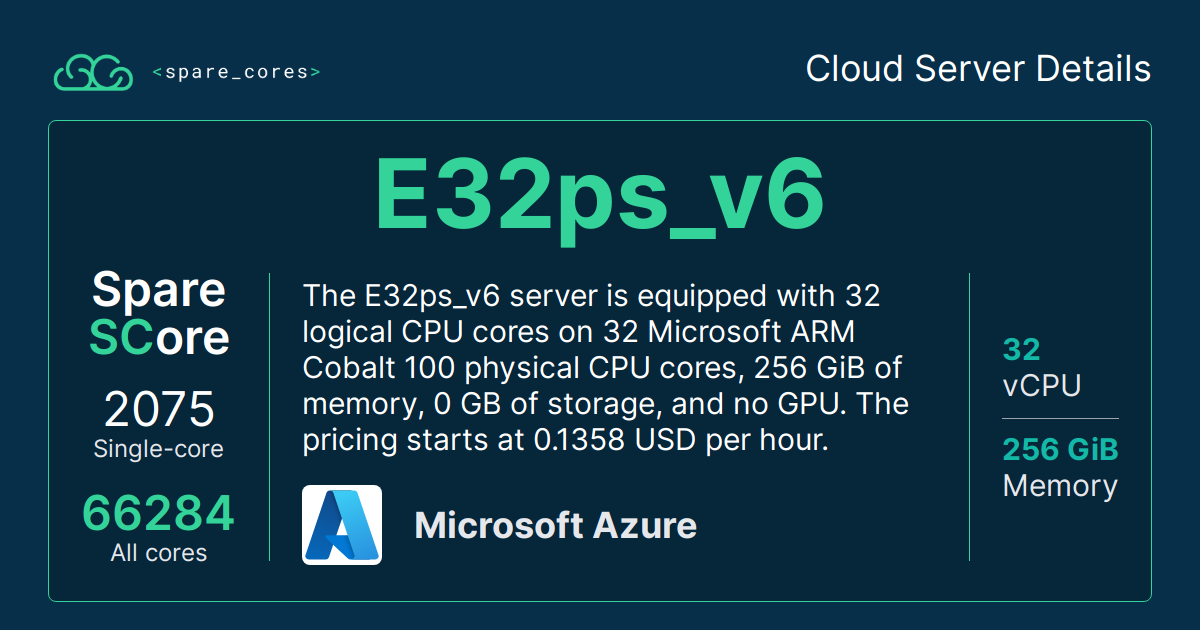 <spare_cores>
Cloud Server Details
E32ps_v6
Spare
SCore
2075
Single-core
66284
All cores
The E32ps_v6 server is equipped with 32
logical CPU cores on 32 Microsoft ARM
Cobalt 100 physical CPU cores, 256 GiB of
memory, 0 GB of storage, and no GPU. The
pricing starts at 0.1358 USD per hour.
Microsoft Azure
32
vCPU
256 GiB
Memory